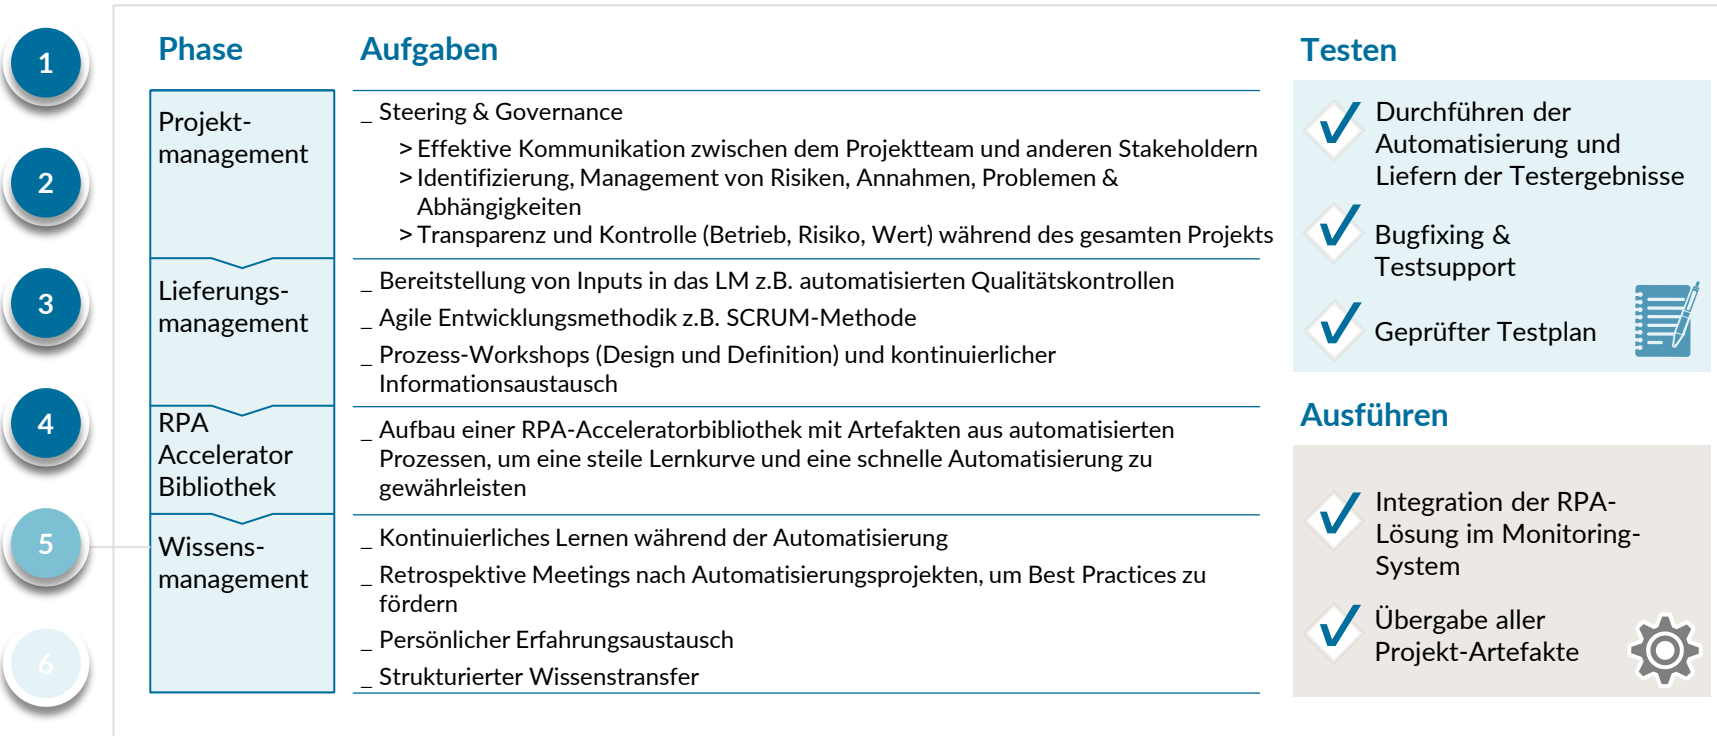 1
2
3
4
5
6
Phase
Aufgaben
Projekt-
management
_ Steering & Governance
> Effektive Kommunikation zwischen dem Projektteam und anderen Stakeholdern
> Identifizierung, Management von Risiken, Annahmen, Problemen &
Abhängigkeiten
> Transparenz und Kontrolle (Betrieb, Risiko, Wert) während des gesamten Projekts
Lieferungs-
management
_ Bereitstellung von Inputs in das LM z.B. automatisierten Qualitätskontrollen
_ Agile Entwicklungsmethodik z.B. SCRUM-Methode
_ Prozess-Workshops (Design und Definition) und kontinuierlicher
Informationsaustausch
RPA
Accelerator
Bibliothek
_ Aufbau einer RPA-Acceleratorbibliothek mit Artefakten aus automatisierten
Prozessen, um eine steile Lernkurve und eine schnelle Automatisierung zu
gewährleisten
Wissens-
management
_ Kontinuierliches Lernen während der Automatisierung
_ Retrospektive Meetings nach Automatisierungsprojekten, um Best Practices zu
fördern
_ Persönlicher Erfahrungsaustausch
_ Strukturierter Wissenstransfer
Testen
Durchführen der
Automatisierung und
Liefern der Testergebnisse
Bugfixing &
Testsupport
Geprüfter Testplan
Ausführen
Integration der RPA-
Lösung im Monitoring-
System
Übergabe aller
Projekt-Artefakte